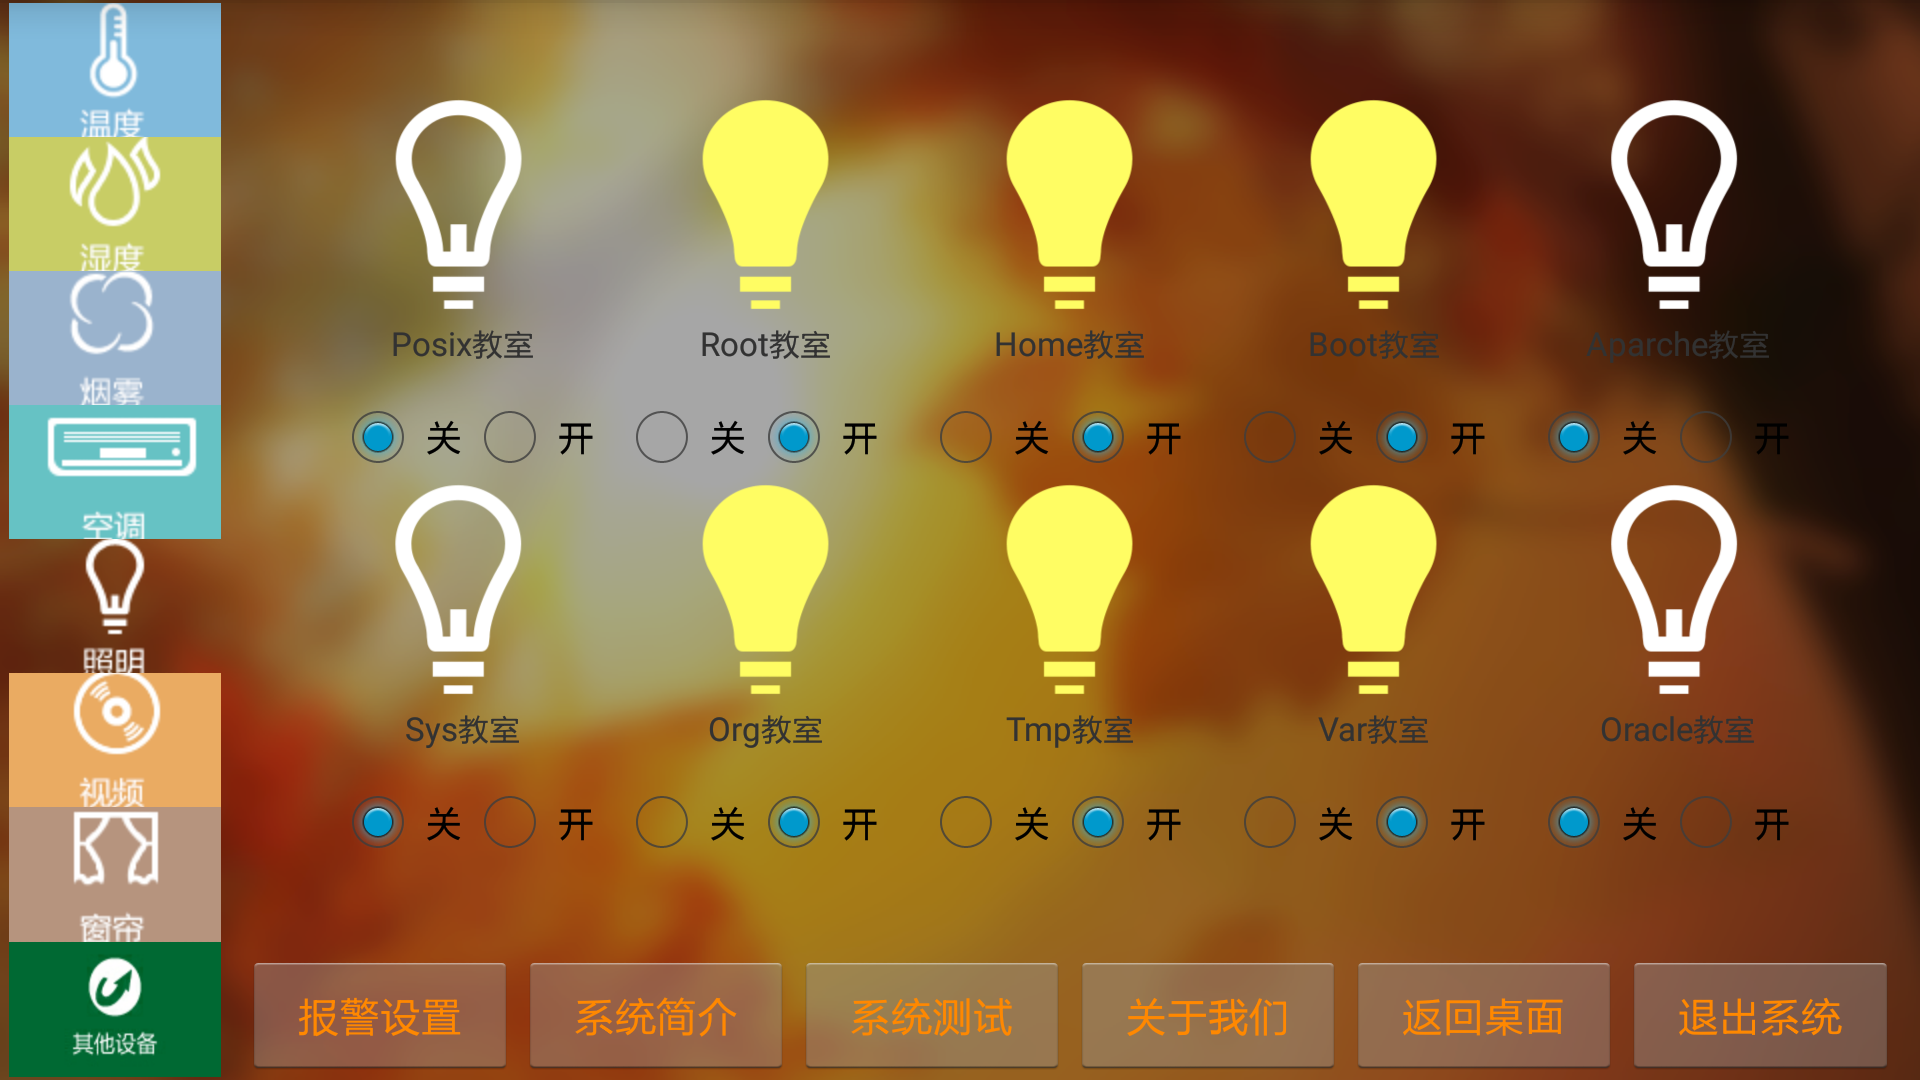 温度
湿度
烟雾
空调
照明
视频
窗帘
其他设备
Posix教室 Root教室 Home教室 Boot教室 Aparche教室
关 开 关 开 关 开 关 开 关 开
Sys教室 Org教室 Tmp教室 Var教室 Oracle教室
关 开 关 开 关 开 关 开 关 开
报警设置 系统简介 系统测试 关于我们 返回桌面 退出系统